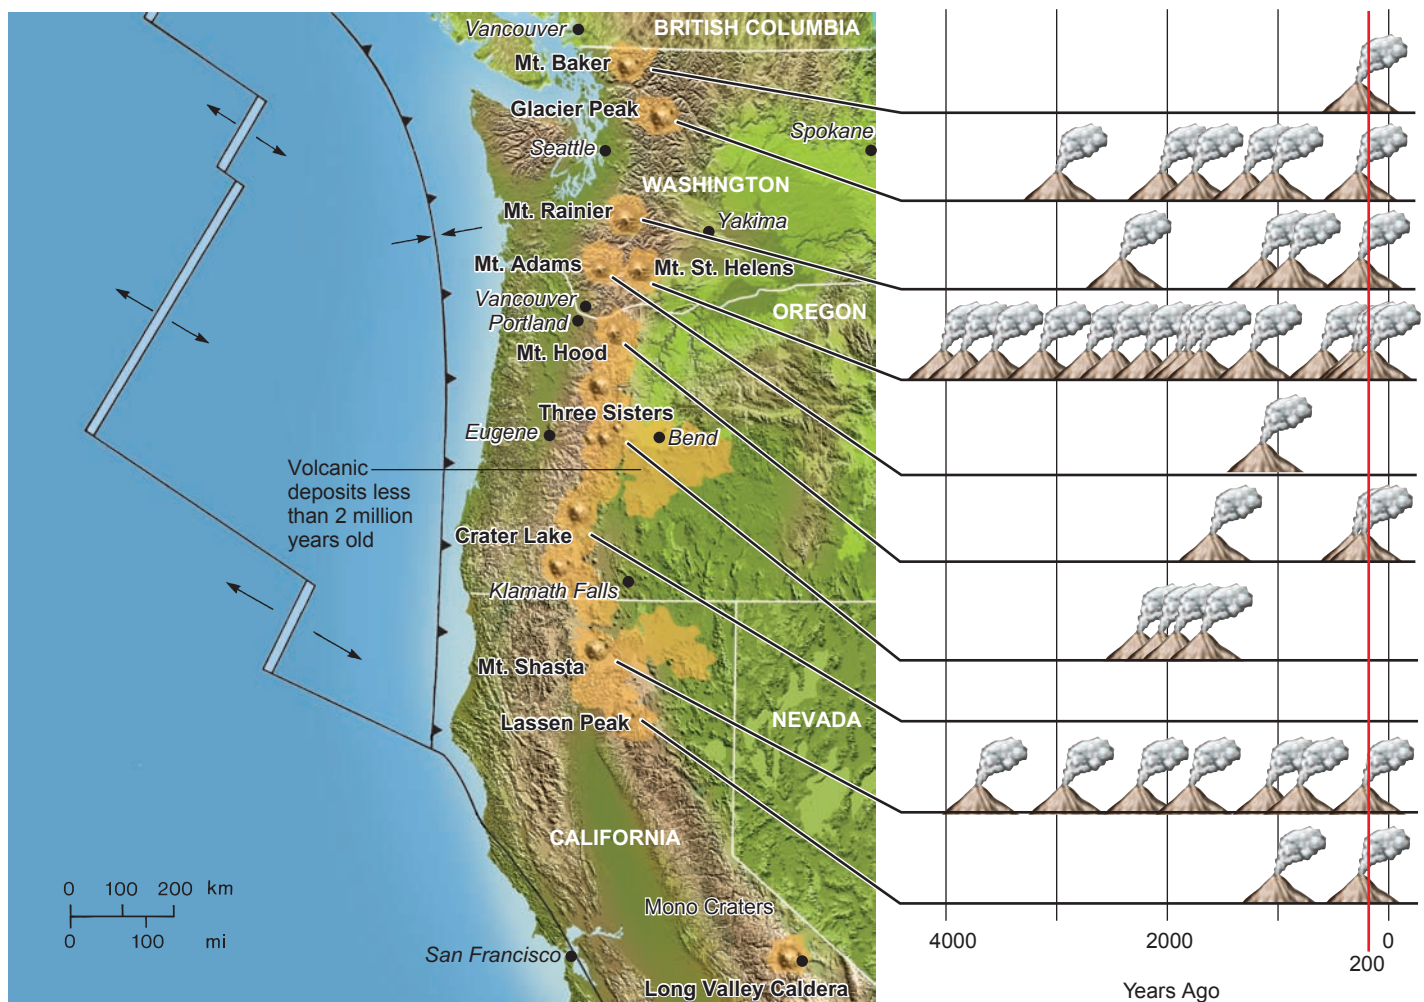 Vancouver
BRITISH COLUMBIA
Mt. Baker
Glacier Peak
Spokane
Seattle
WASHINGTON
Mt. Rainier
Yakima
Mt. Adams
Mt. St. Helens
Vancouver
Portland
OREGON
Mt. Hood
Three Sisters
Eugene
Bend
Volcanic
deposits less
than 2 million
years old
Crater Lake
Klamath Falls
Mt. Shasta
Lassen Peak
NEVADA
CALIFORNIA
0 100 200 km
0 100 mi
Mono Craters
San Francisco
Long Valley Caldera
4000 2000 0
200
Years Ago